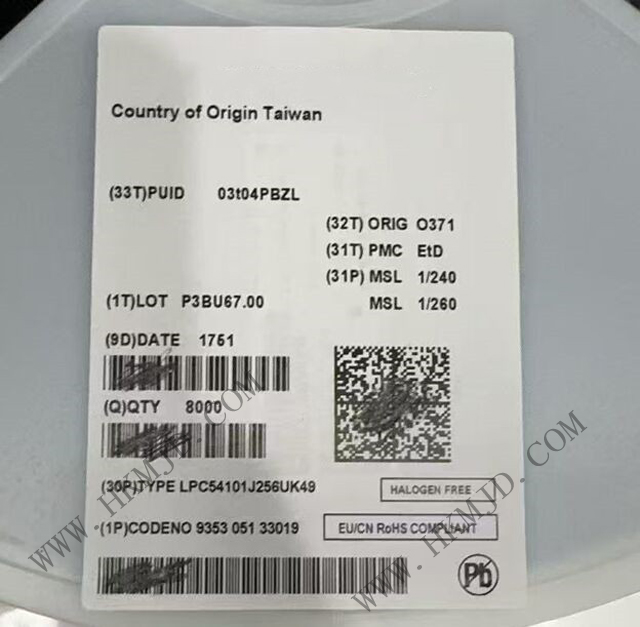 Country of Origin Taiwan
(33T)PUID 03t04PBZL
(32T) ORIG O371
(31T) PMC EtD
(31P) MSL 1/240
MSL 1/260
(1T)LOT P3BU67.00
(9D)DATE 1751
(Q)QTY 8000
(30P)TYPE LPC54101J256UK49
HALOGEN FREE
(1P)CODENO 9353 051 33019
EU/CN RoHS COMPLIANT
Pb
WWW.HKMJD.COM
WWW.HKMJD.COM